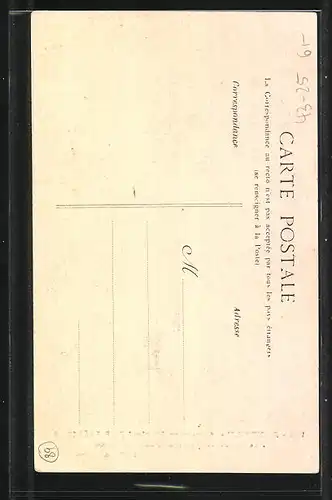 CARTE POSTALE
La Correspondance au recto n'est pas acceptée par tous les pays étrangers
(se renseigner à la Poste)
Correspondance
Adresse
M
68